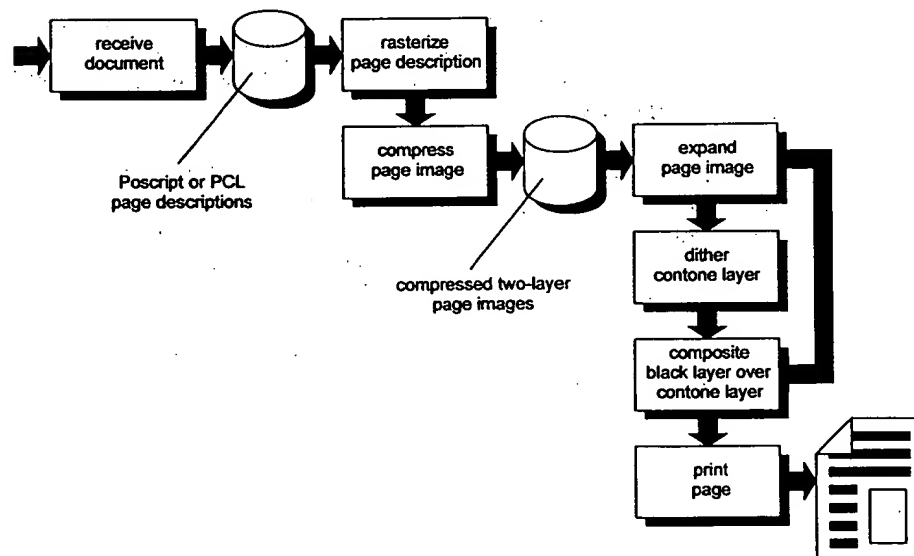 receive
document
rasterize
page description
Poscript or PCL
page descriptions
compress
page image
expand
page image
compressed two-layer
page images
dither
contone layer
composite
black layer over
contone layer
print
page